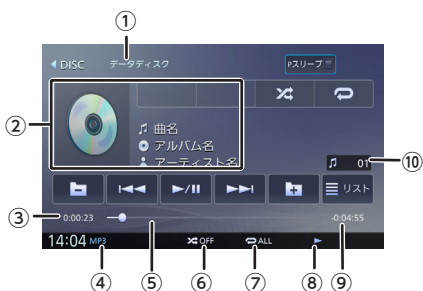 ①
DISC データディスク Pスリープ
②
曲名
アルバム名
アーティスト名
01 ⑩
リスト
③ 0:00:23 -0:04:55
14:04 MP3 OFF ALL
④ ⑤ ⑥ ⑦ ⑧ ⑨